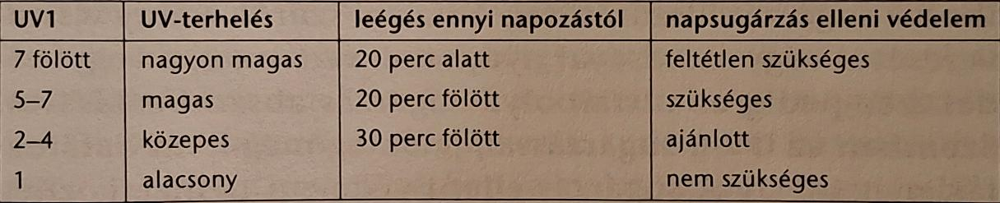 UV1 UV-terhelés leégés ennyi napozástól napsugárzás elleni védelem
7 fölött nagyon magas 20 perc alatt feltétlen szükséges
5–7 magas 20 perc fölött szükséges
2–4 közepes 30 perc fölött ajánlott
1 alacsony nem szükséges